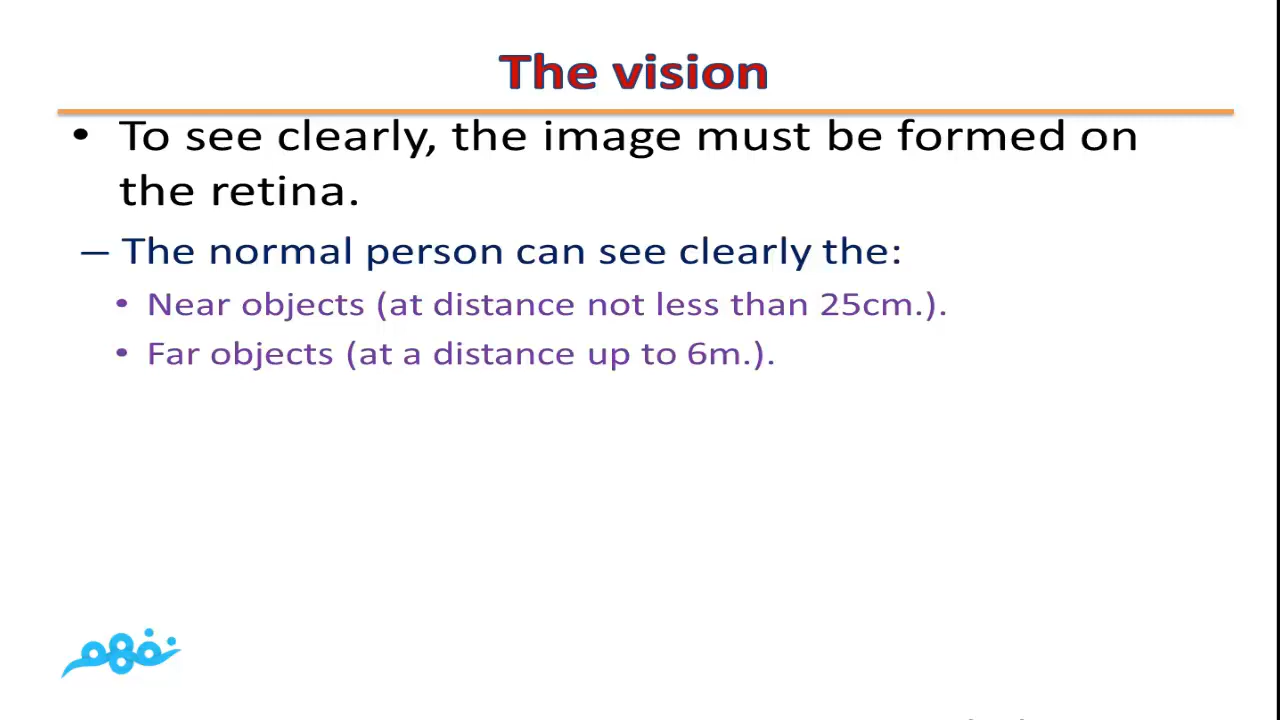 The vision
• To see clearly, the image must be formed on
the retina.
– The normal person can see clearly the:
• Near objects (at distance not less than 25cm.).
• Far objects (at a distance up to 6m.).
نفهم